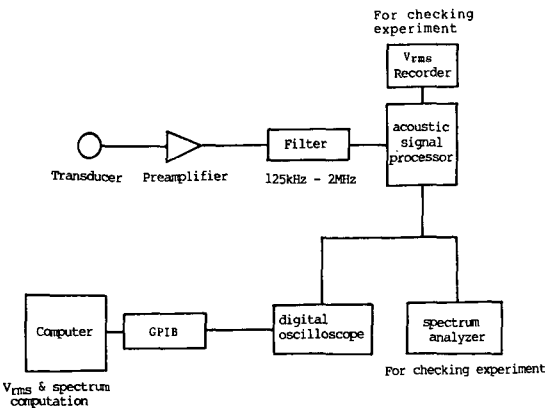 For checking
experiment
Vrms
Recorder
acoustic
signal
processor
Filter
Transducer
Preamplifier
125kHz - 2MHz
Computer
GPIB
digital
oscilloscope
spectrum
analyzer
For checking experiment
Vrms & spectrum
computation